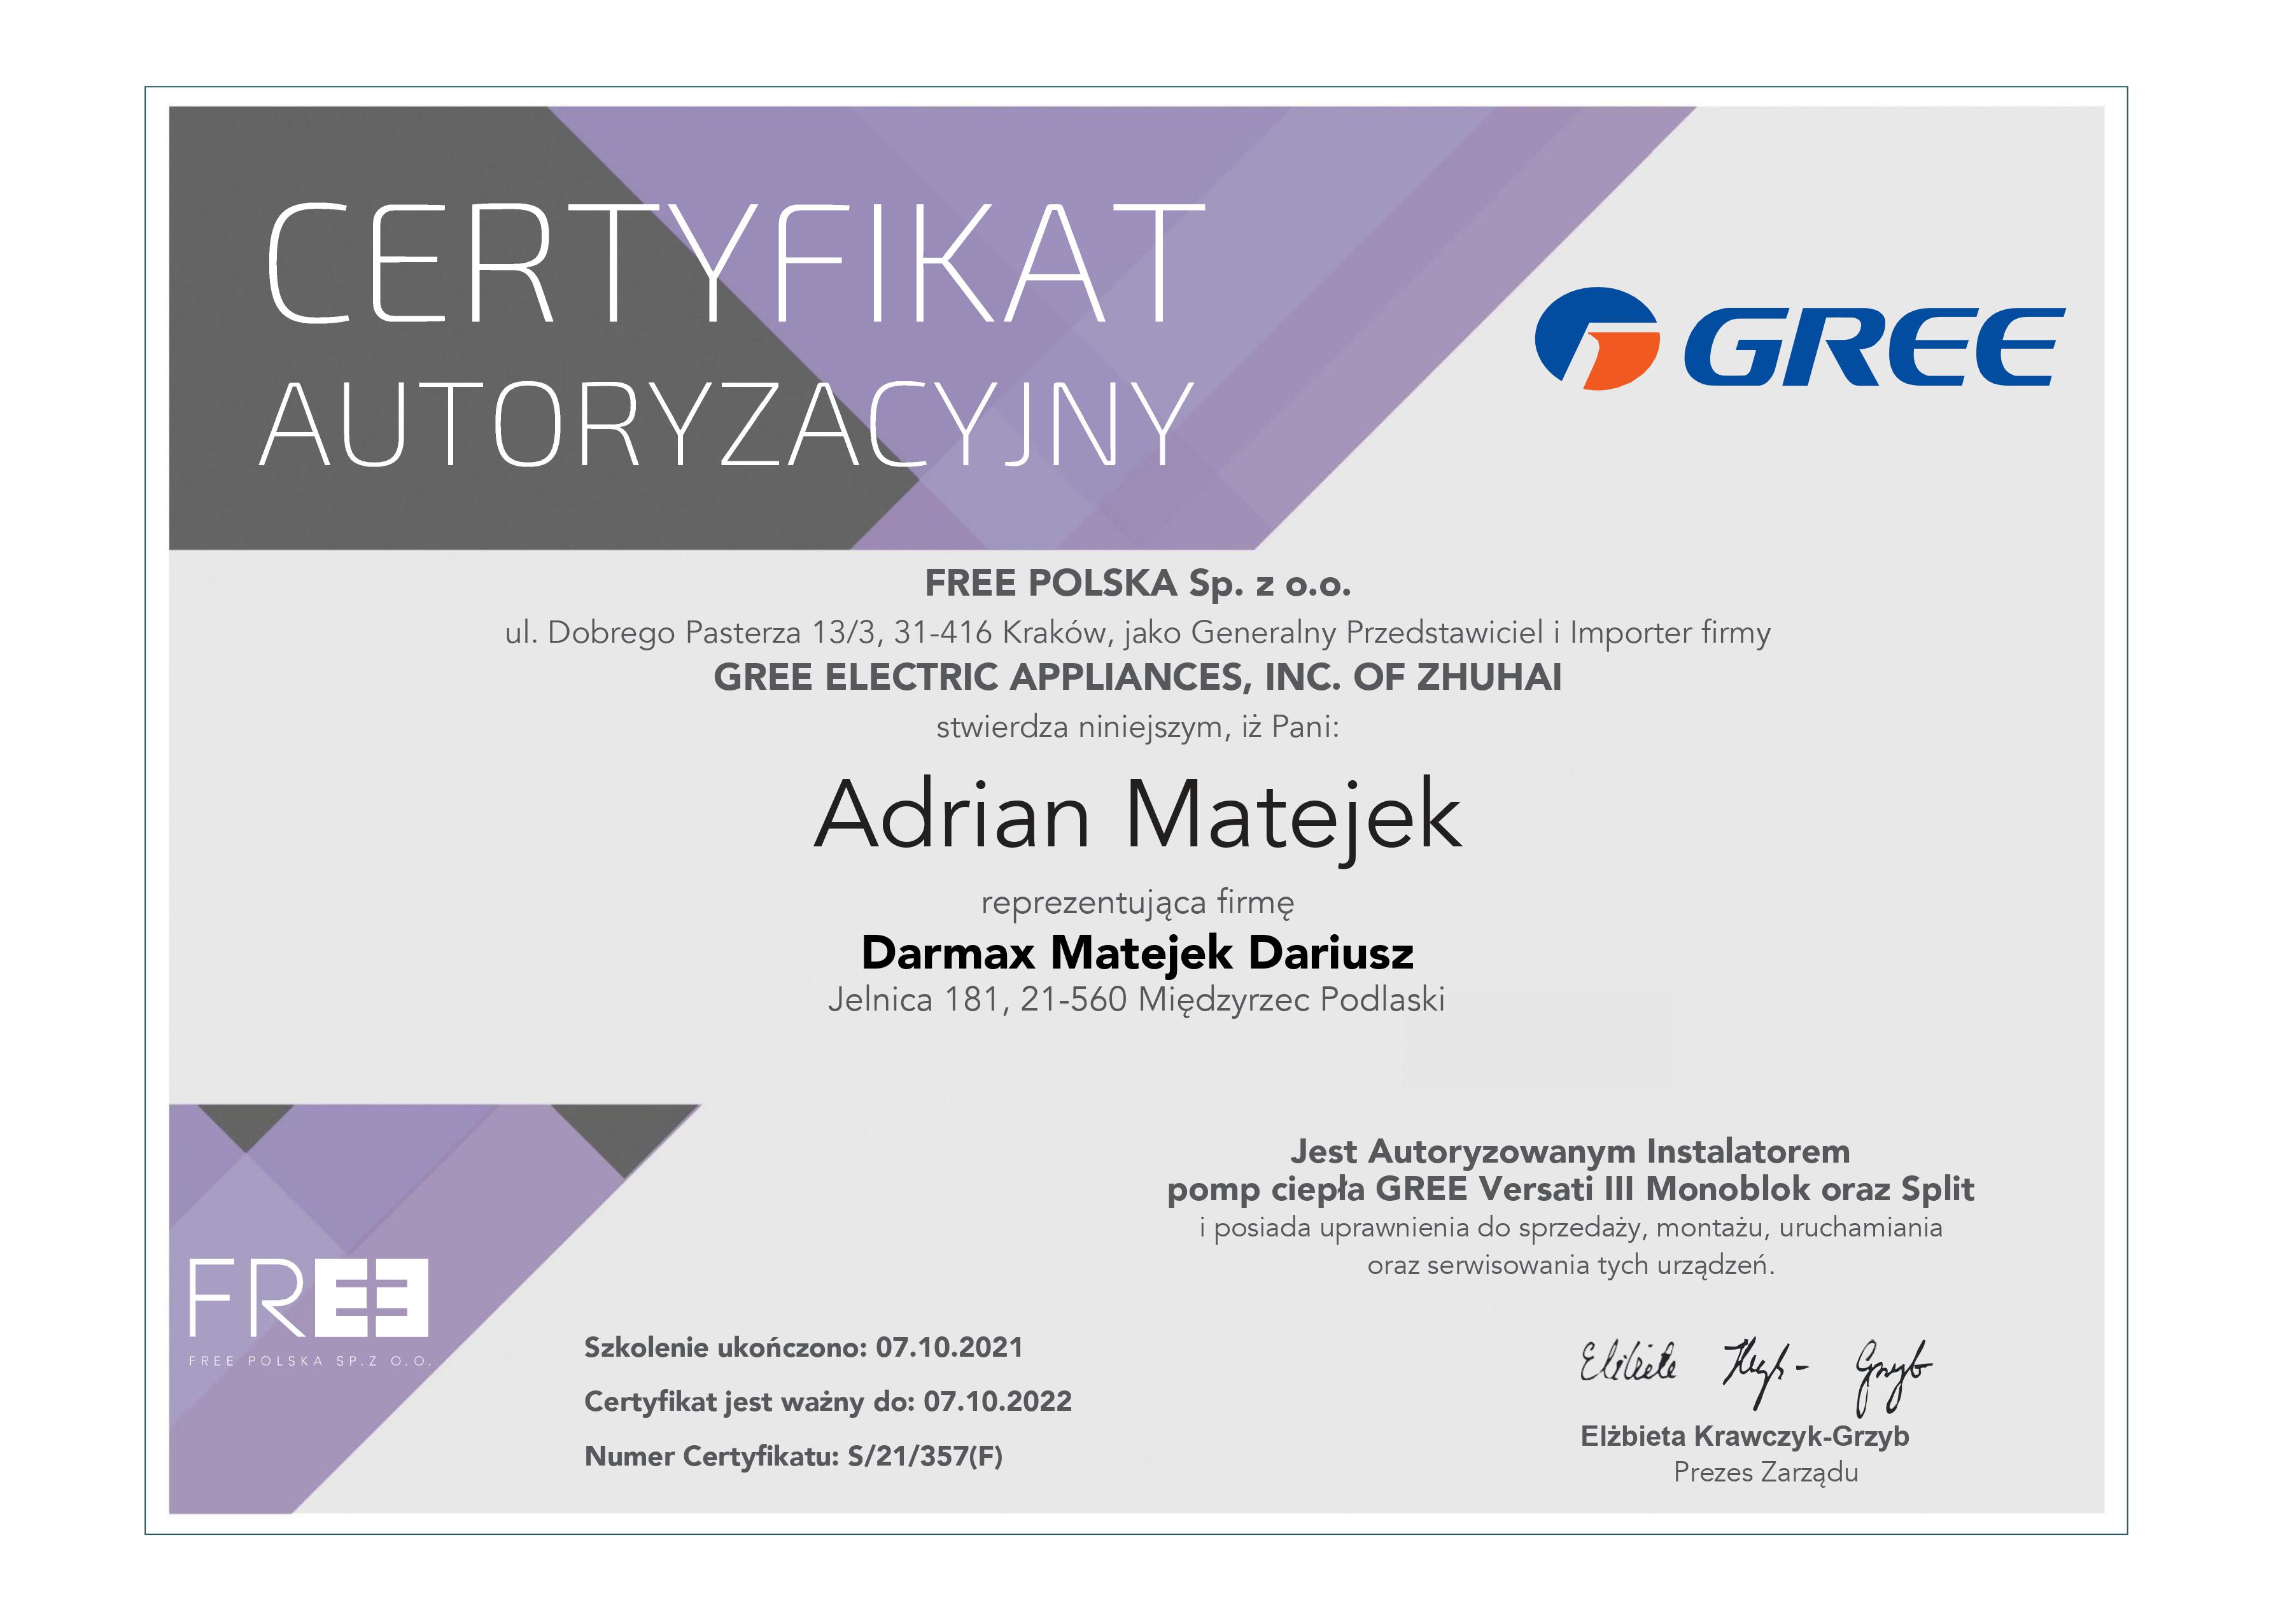 CERTYFIKAT
AUTORYZACYJNY
GREE
FREE POLSKA Sp. z o.o.
ul. Dobrego Pasterza 13/3, 31-416 Kraków, jako Generalny Przedstawiciel i Importer firmy
GREE ELECTRIC APPLIANCES, INC. OF ZHUHAI
stwierdza niniejszym, iż Pani:
Adrian Matejek
reprezentująca firmę
Darmax Matejek Dariusz
Jelnica 181, 21-560 Międzyrzec Podlaski
Jest Autoryzowanym Instalatorem
pomp ciepła GREE Versati III Monoblok oraz Split
i posiada uprawnienia do sprzedaży, montażu, uruchamiania
oraz serwisowania tych urządzeń.
FREE
FREE POLSKA SP.Z O.O.
Szkolenie ukończono: 07.10.2021
Certyfikat jest ważny do: 07.10.2022
Numer Certyfikatu: S/21/357(F)
Elżbieta Krawczyk-Grzyb
Prezes Zarządu